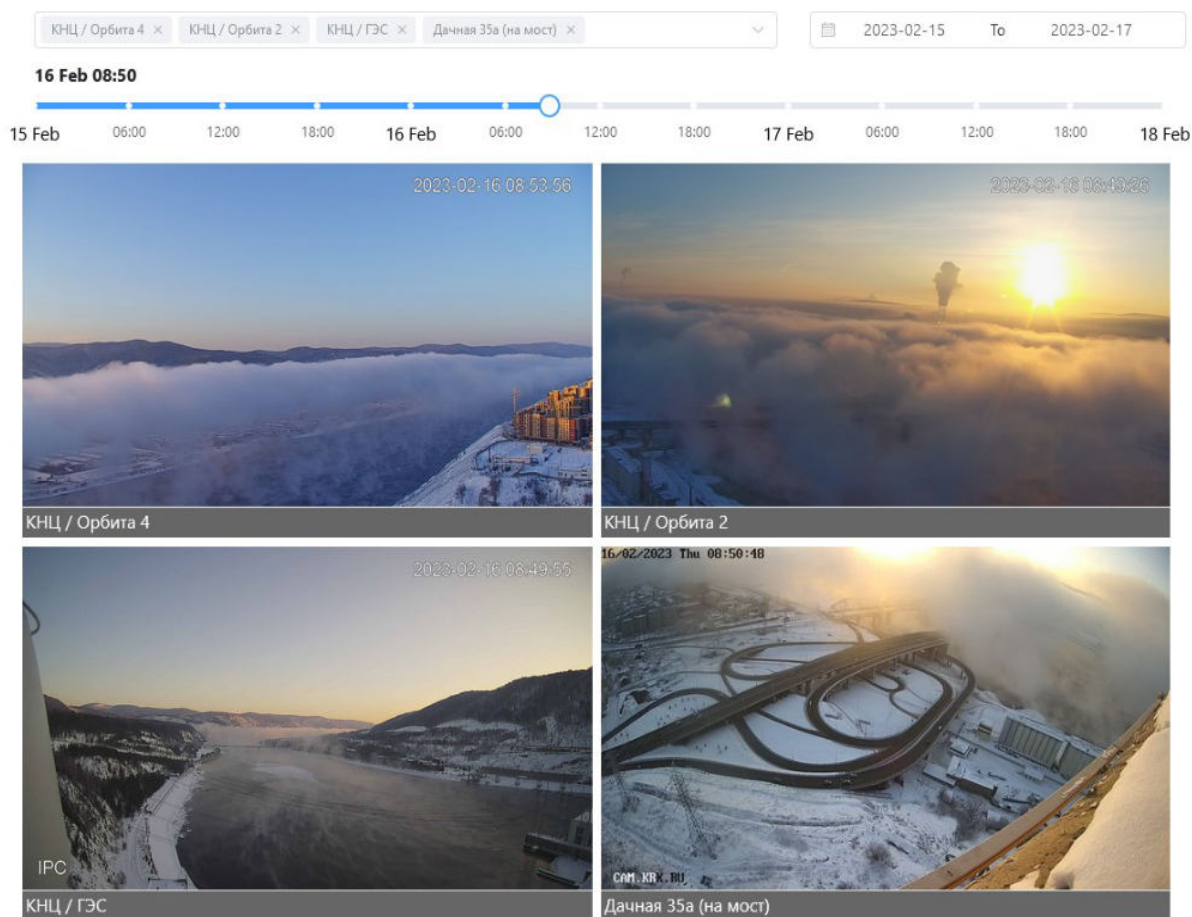 КНЦ / Орбита 4 × КНЦ / Орбита 2 × КНЦ / ГЭС × Дачная 35а (на мост) ×
2023-02-15 To 2023-02-17
16 Feb 08:50
15 Feb 06:00 12:00 18:00 16 Feb 06:00 12:00 18:00 17 Feb 06:00 12:00 18:00 18 Feb
2023-02-16 08:53:56
2023-02-16 08:49:26
КНЦ / Орбита 4
КНЦ / Орбита 2
2023-02-16 08:49:55
16/02/2023 Thu 08:50:48
IPC
CAM.KRK.RU
КНЦ / ГЭС
Дачная 35а (на мост)